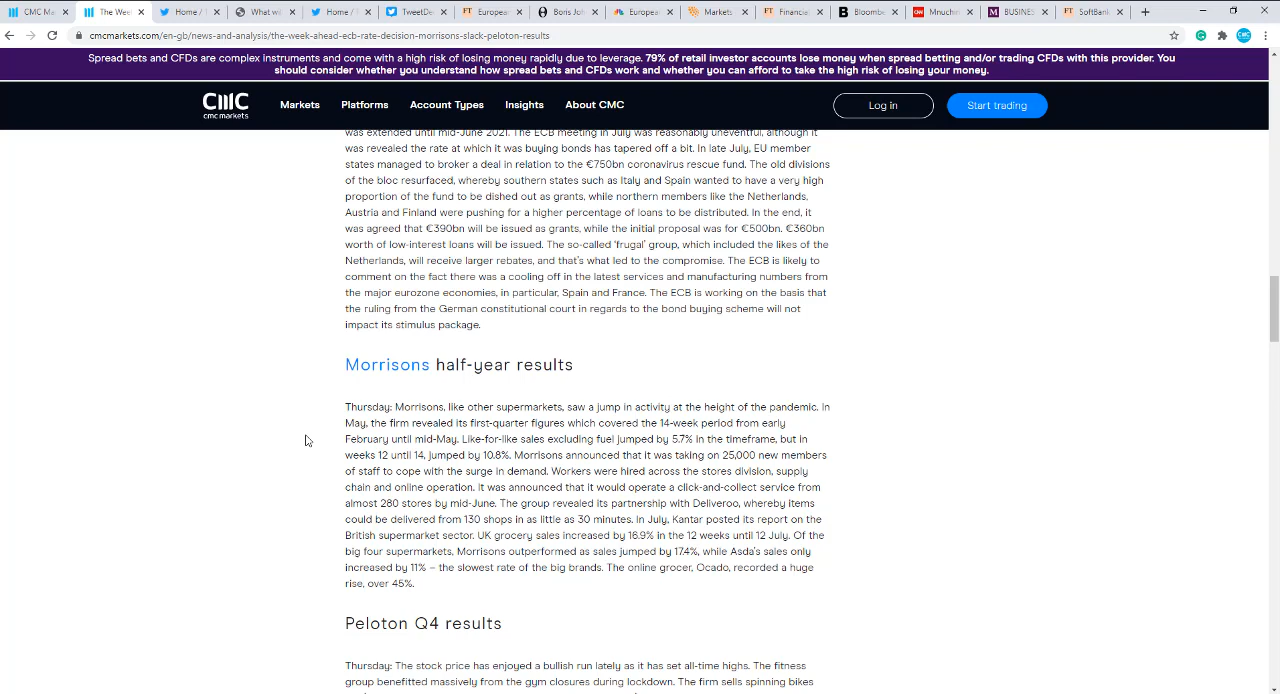 CMC Ma
The Wee
Home /
What wi
Home /
TweetDe
European
Boris Joh
European
Markets
Financia
Bloombe
Mnuchin
BUSINES
SoftBank
cmcmarkets.com/en-gb/news-and-analysis/the-week-ahead-ecb-rate-decision-morrisons-slack-peloton-results
Spread bets and CFDs are complex instruments and come with a high risk of losing money rapidly due to leverage. 79% of retail investor accounts lose money when spread betting and/or trading CFDs with this provider. You
should consider whether you understand how spread bets and CFDs work and whether you can afford to take the high risk of losing your money.
CMC
cmc markets
Markets
Platforms
Account Types
Insights
About CMC
Log in
Start trading
was extended until mid-June 2021. The ECB meeting in July was reasonably uneventful, although it
was revealed the rate at which it was buying bonds has tapered off a bit. In late July, EU member
states managed to broker a deal in relation to the €750bn coronavirus rescue fund. The old divisions
of the bloc resurfaced, whereby southern states such as Italy and Spain wanted to have a very high
proportion of the fund to be dished out as grants, while northern members like the Netherlands,
Austria and Finland were pushing for a higher percentage of loans to be distributed. In the end, it
was agreed that €390bn will be issued as grants, while the initial proposal was for €500bn. €360bn
worth of low-interest loans will be issued. The so-called 'frugal' group, which included the likes of the
Netherlands, will receive larger rebates, and that's what led to the compromise. The ECB is likely to
comment on the fact there was a cooling off in the latest services and manufacturing numbers from
the major eurozone economies, in particular, Spain and France. The ECB is working on the basis that
the ruling from the German constitutional court in regards to the bond buying scheme will not
impact its stimulus package.
Morrisons half-year results
Thursday: Morrisons, like other supermarkets, saw a jump in activity at the height of the pandemic. In
May, the firm revealed its first-quarter figures which covered the 14-week period from early
February until mid-May. Like-for-like sales excluding fuel jumped by 5.7% in the timeframe, but in
weeks 12 until 14, jumped by 10.8%. Morrisons announced that it was taking on 25,000 new members
of staff to cope with the surge in demand. Workers were hired across the stores division, supply
chain and online operation. It was announced that it would operate a click-and-collect service from
almost 280 stores by mid-June. The group revealed its partnership with Deliveroo, whereby items
could be delivered from 130 shops in as little as 30 minutes. In July, Kantar posted its report on the
British supermarket sector. UK grocery sales increased by 16.9% in the 12 weeks until 12 July. Of the
big four supermarkets, Morrisons outperformed as sales jumped by 17.4%, while Asda's sales only
increased by 11% – the slowest rate of the big brands. The online grocer, Ocado, recorded a huge
rise, over 45%.
Peloton Q4 results
Thursday: The stock price has enjoyed a bullish run lately as it has set all-time highs. The fitness
group benefitted massively from the gym closures during lockdown. The firm sells spinning bikes